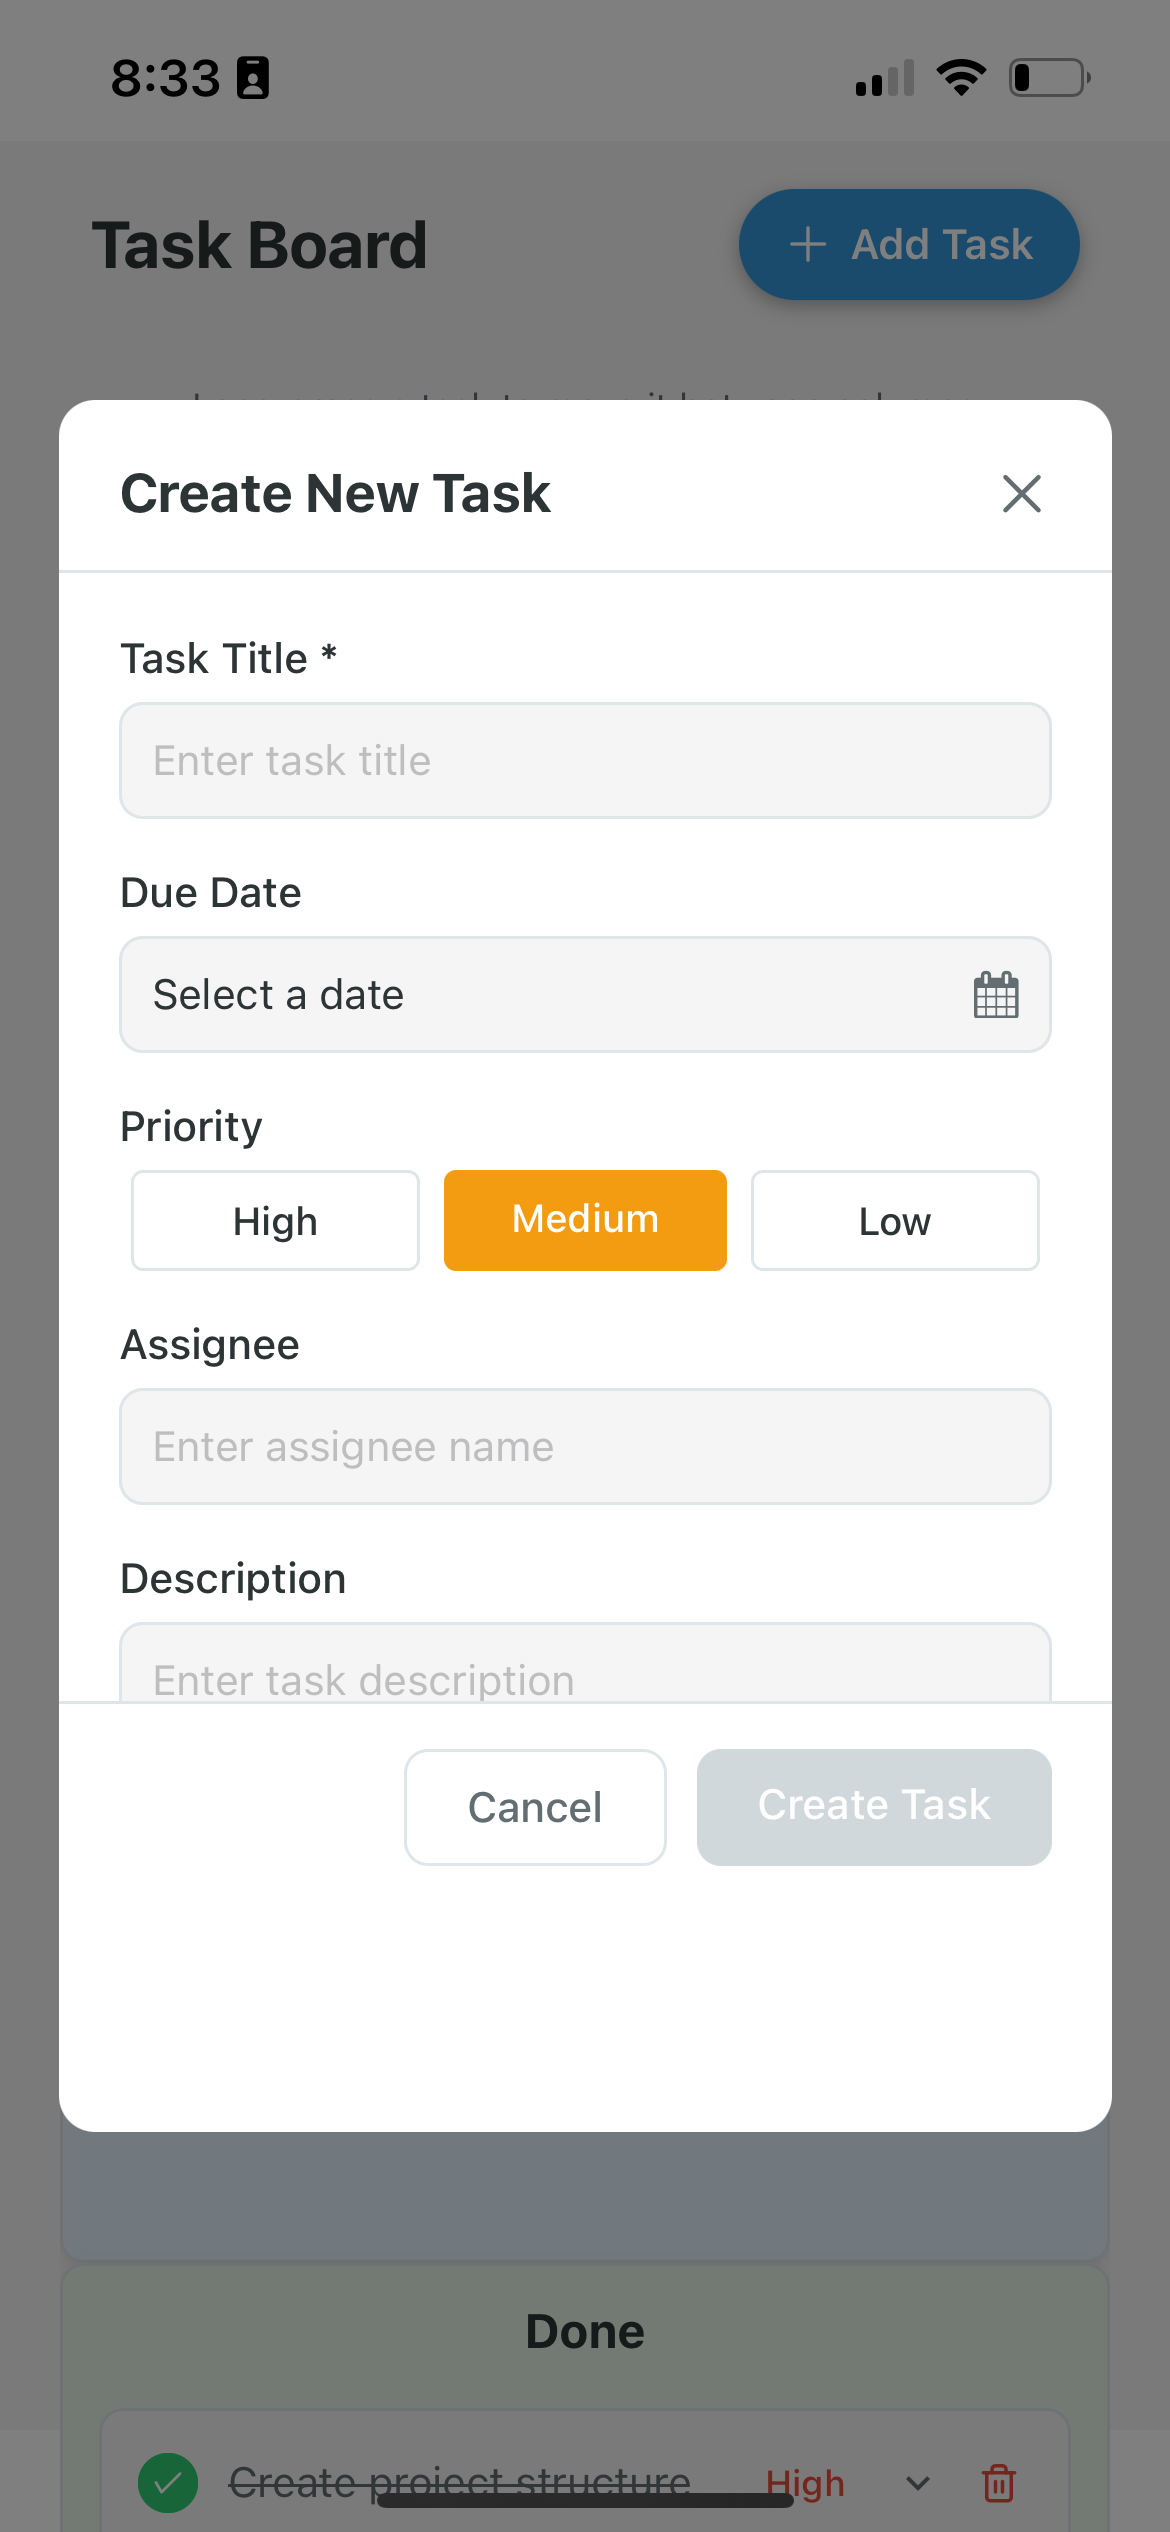 8:33
Task Board
Add Task
Create New Task
Task Title *
Enter task title
Due Date
Select a date
Priority
High Medium Low
Assignee
Enter assignee name
Description
Enter task description
Cancel Create Task
Done
Create project structure High